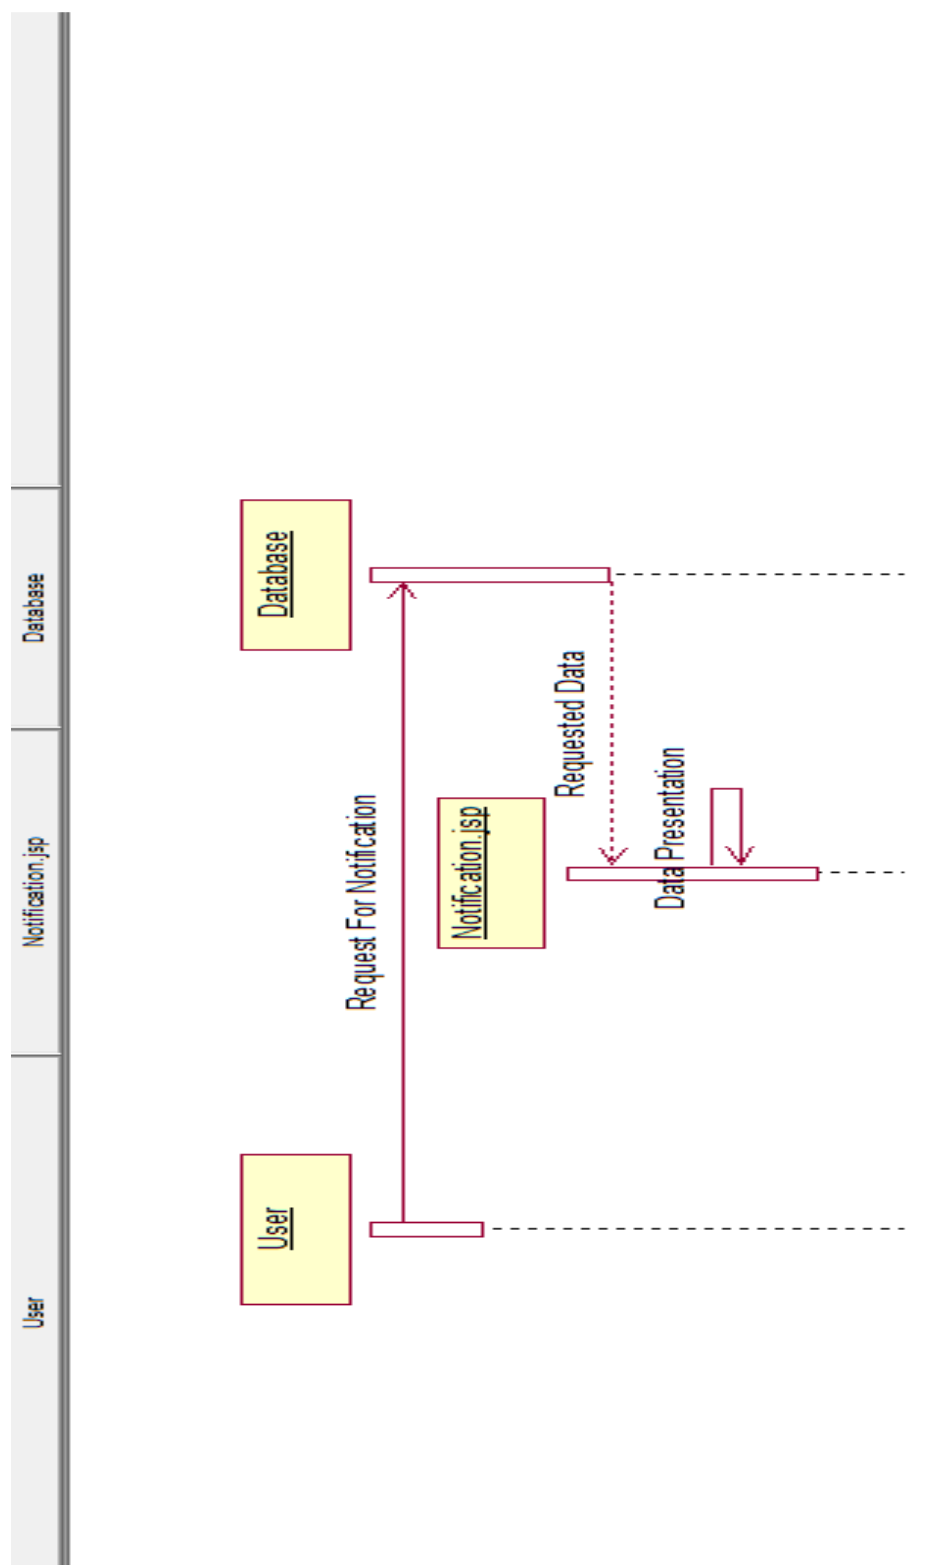 User
Notification.jsp
Database
User
Database
Request For Notification
Notification.jsp
Requested Data
Data Presentation